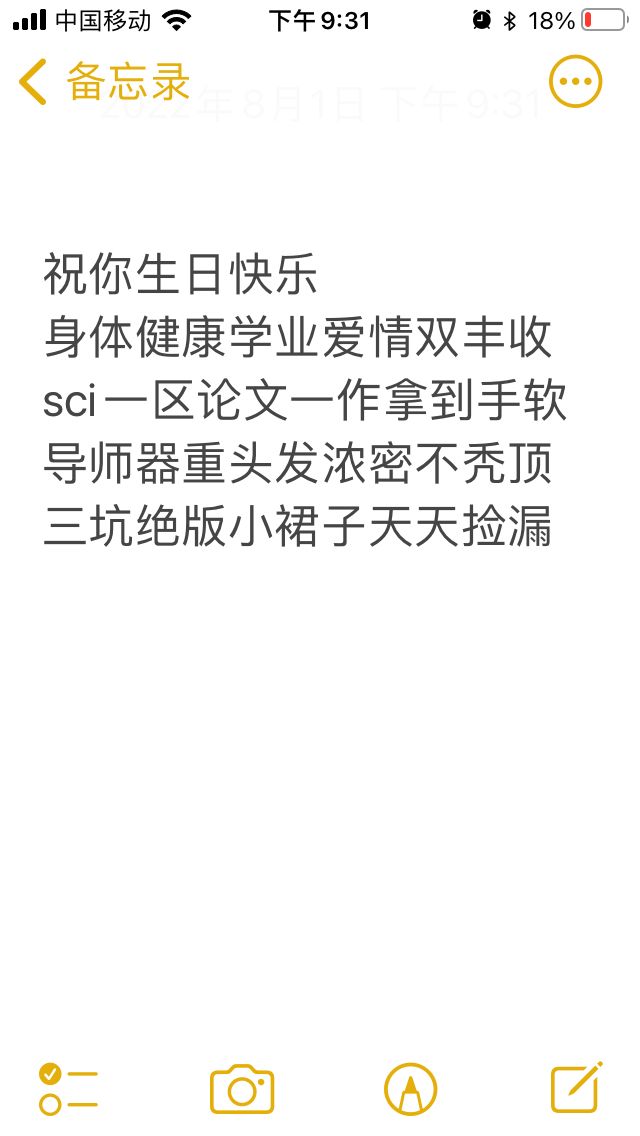 中国移动 下午9:31 18%
备忘录
2022年8月1日 下午9:31
祝你生日快乐
身体健康学业爱情双丰收
sci一区论文一作拿到手软
导师器重头发浓密不秃顶
三坑绝版小裙子天天捡漏